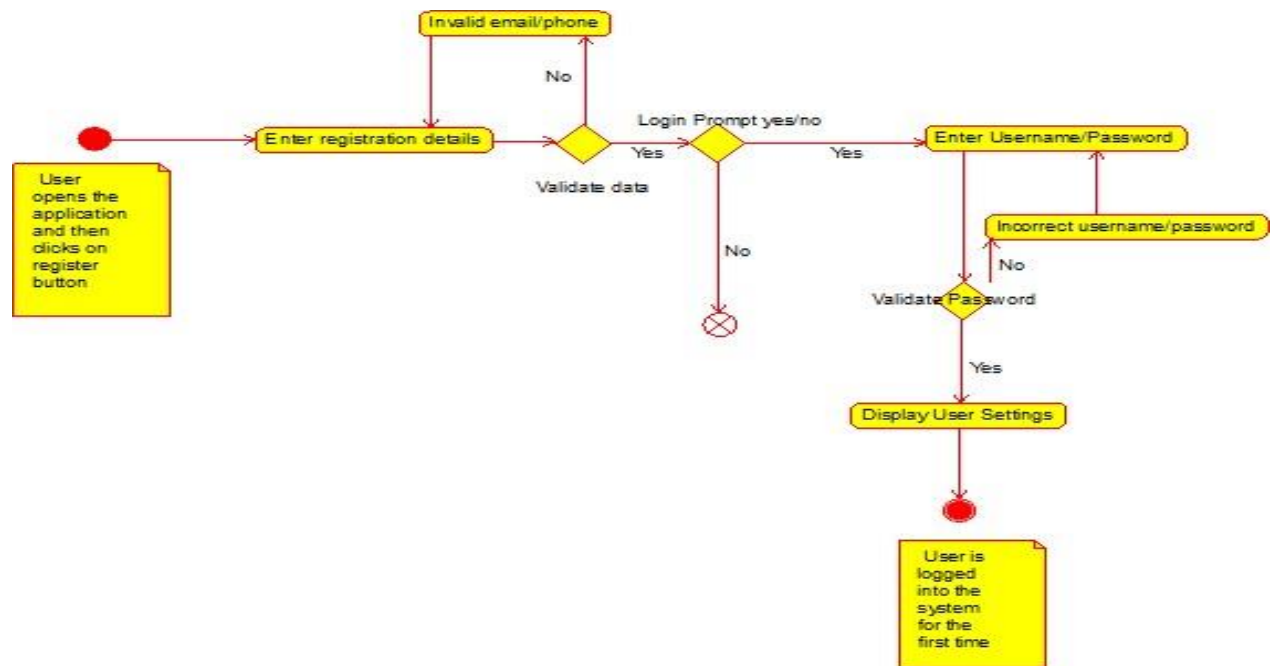 Invalid email/phone
No
Login Prompt yes/no
Enter registration details
Yes
Yes
Enter Username/Password
Validate data
User
opens the
application
and then
clicks on
register
button
Incorrect username/password
No
No
Validate Password
Yes
Display User Settings
User is
logged
into the
system
for the
first time